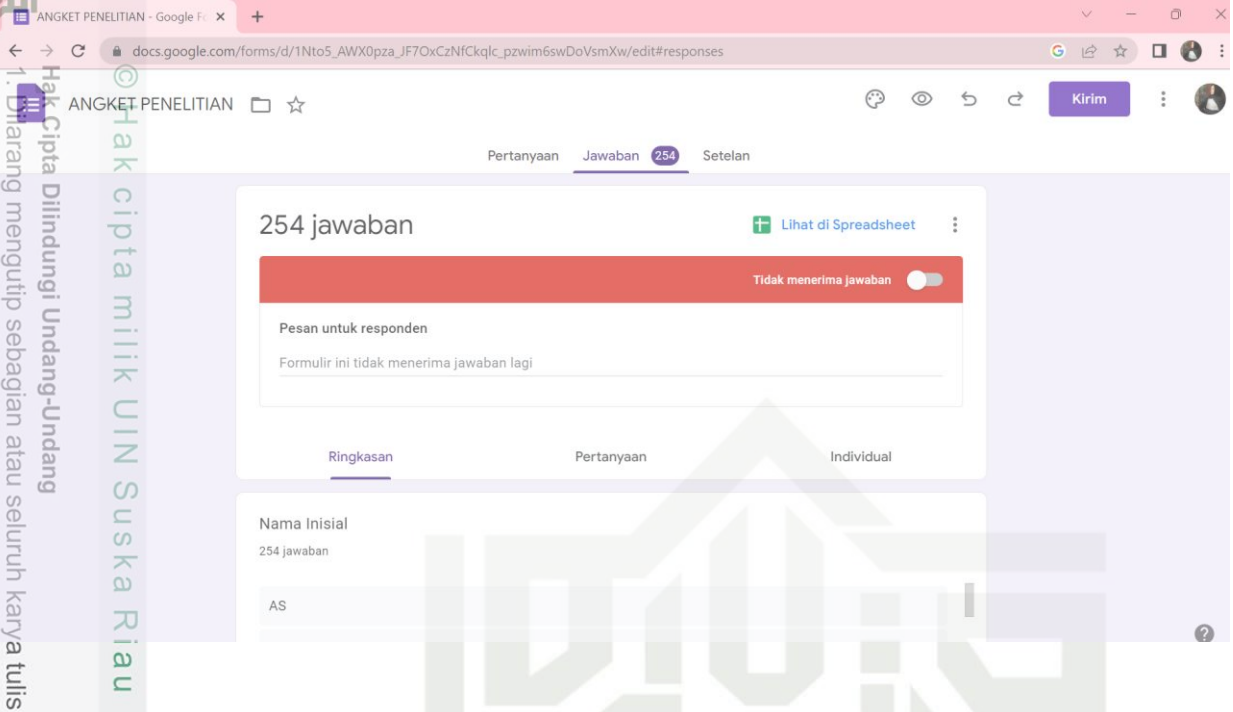 ANGKET PENELITIAN - Google Fo
docs.google.com/forms/d/1Nto5_AWX0pza_JF7OxCzNfCkqlc_pzwim6swDoVsmXw/edit#responses
ANGKET PENELITIAN
Kirim
Pertanyaan Jawaban 254 Setelan
254 jawaban
Lihat di Spreadsheet
Tidak menerima jawaban
Pesan untuk responden
Formulir ini tidak menerima jawaban lagi
Ringkasan Pertanyaan Individual
Nama Inisial
254 jawaban
AS
© Hak cipta milik UIN Suska Riau
Hak Cipta Dilindungi Undang-Undang
1. Dilarang mengutip sebagian atau seluruh karya tulis